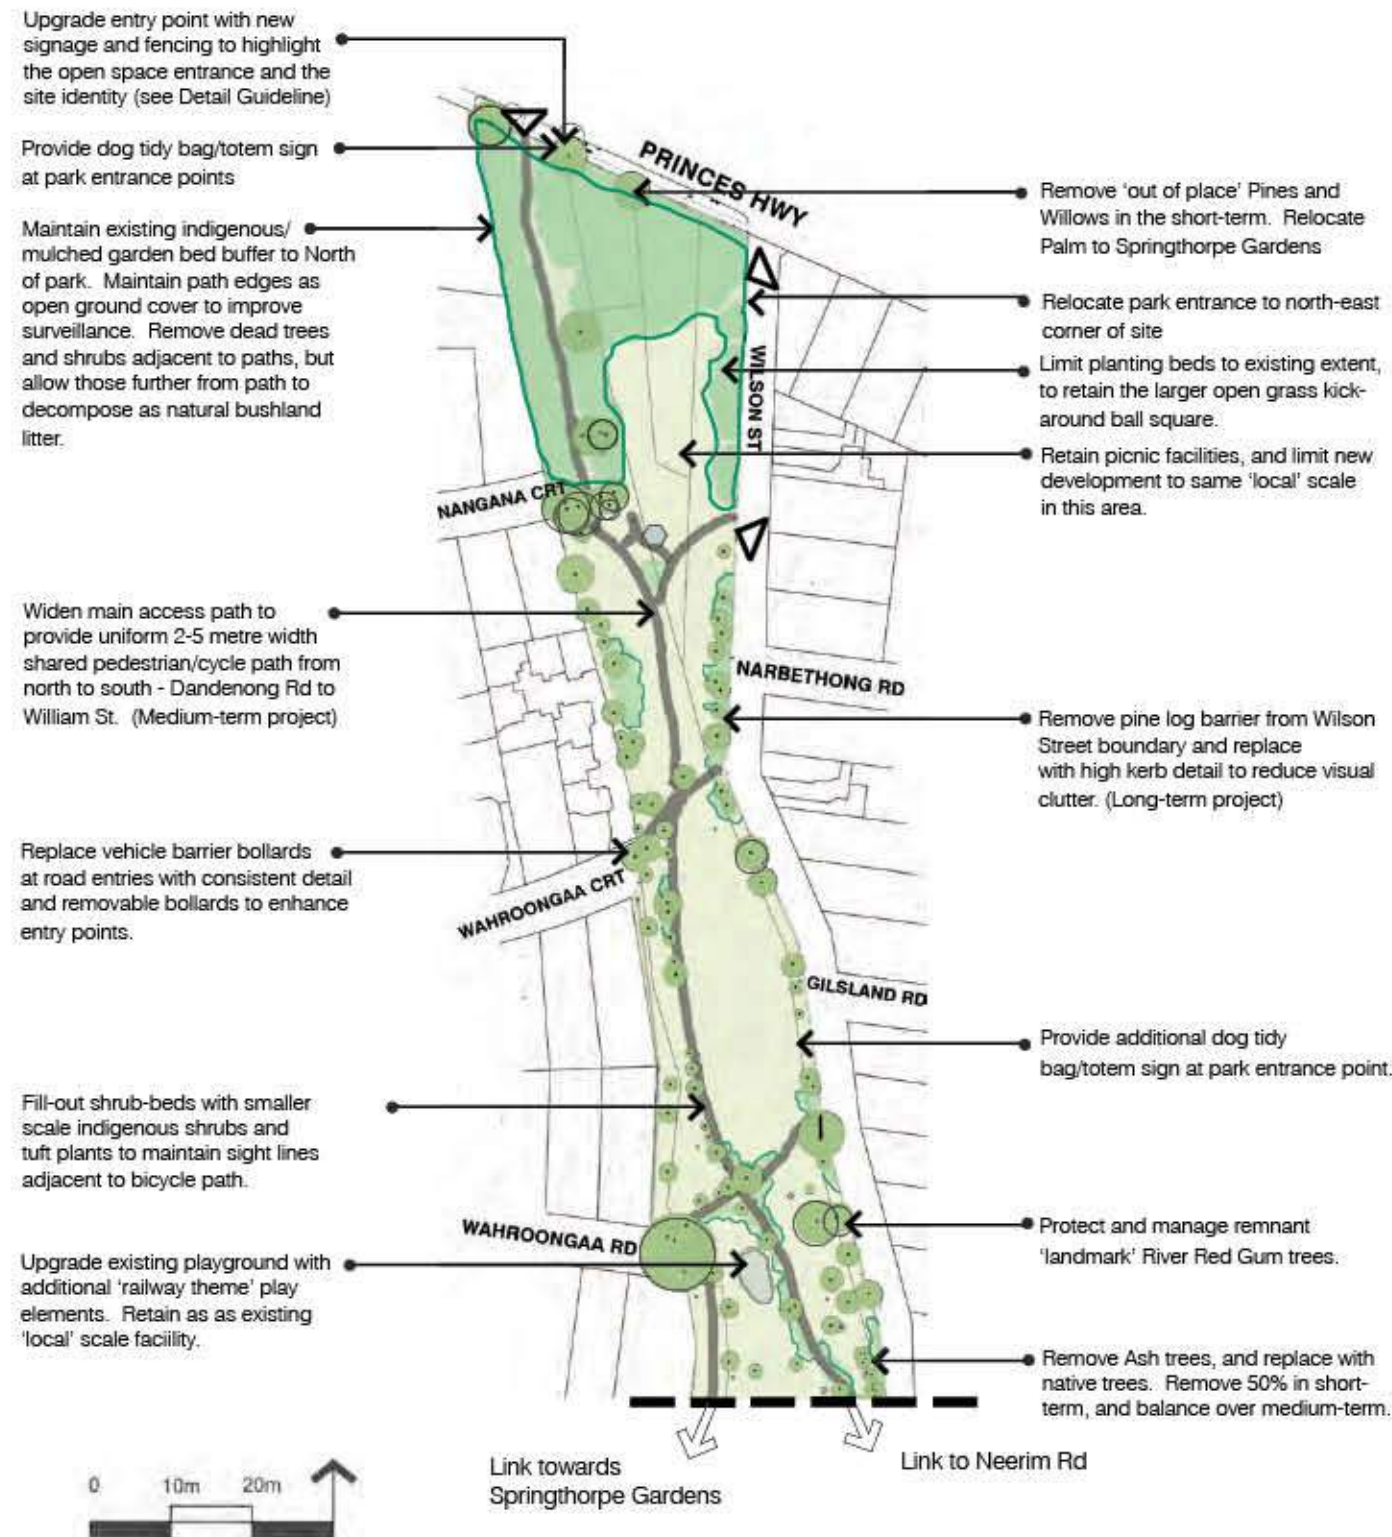 Upgrade entry point with new
signage and fencing to highlight
the open space entrance and the
site identity (see Detail Guideline)
Provide dog tidy bag/totem sign
at park entrance points
Maintain existing indigenous/
mulched garden bed buffer to North
of park. Maintain path edges as
open ground cover to improve
surveillance. Remove dead trees
and shrubs adjacent to paths, but
allow those further from path to
decompose as natural bushland
litter.
Widen main access path to
provide uniform 2-5 metre width
shared pedestrian/cycle path from
north to south - Dandenong Rd to
William St. (Medium-term project)
Replace vehicle barrier bollards
at road entries with consistent detail
and removable bollards to enhance
entry points.
Fill-out shrub-beds with smaller
scale indigenous shrubs and
tuft plants to maintain sight lines
adjacent to bicycle path.
Upgrade existing playground with
additional 'railway theme' play
elements. Retain as as existing
'local' scale faciility.
PRINCES HWY
WILSON ST
NANGANA CRT
NARBETHONG RD
WAHROONGAA CRT
GILSLAND RD
WAHROONGAA RD
Remove 'out of place' Pines and
Willows in the short-term. Relocate
Palm to Springthorpe Gardens
Relocate park entrance to north-east
corner of site
Limit planting beds to existing extent,
to retain the larger open grass kick-
around ball square.
Retain picnic facilities, and limit new
development to same 'local' scale
in this area.
Remove pine log barrier from Wilson
Street boundary and replace
with high kerb detail to reduce visual
clutter. (Long-term project)
Provide additional dog tidy
bag/totem sign at park entrance point.
Protect and manage remnant
'landmark' River Red Gum trees.
Remove Ash trees, and replace with
native trees. Remove 50% in short-
term, and balance over medium-term.
Link towards
Springthorpe Gardens
Link to Neerim Rd
0 10m 20m